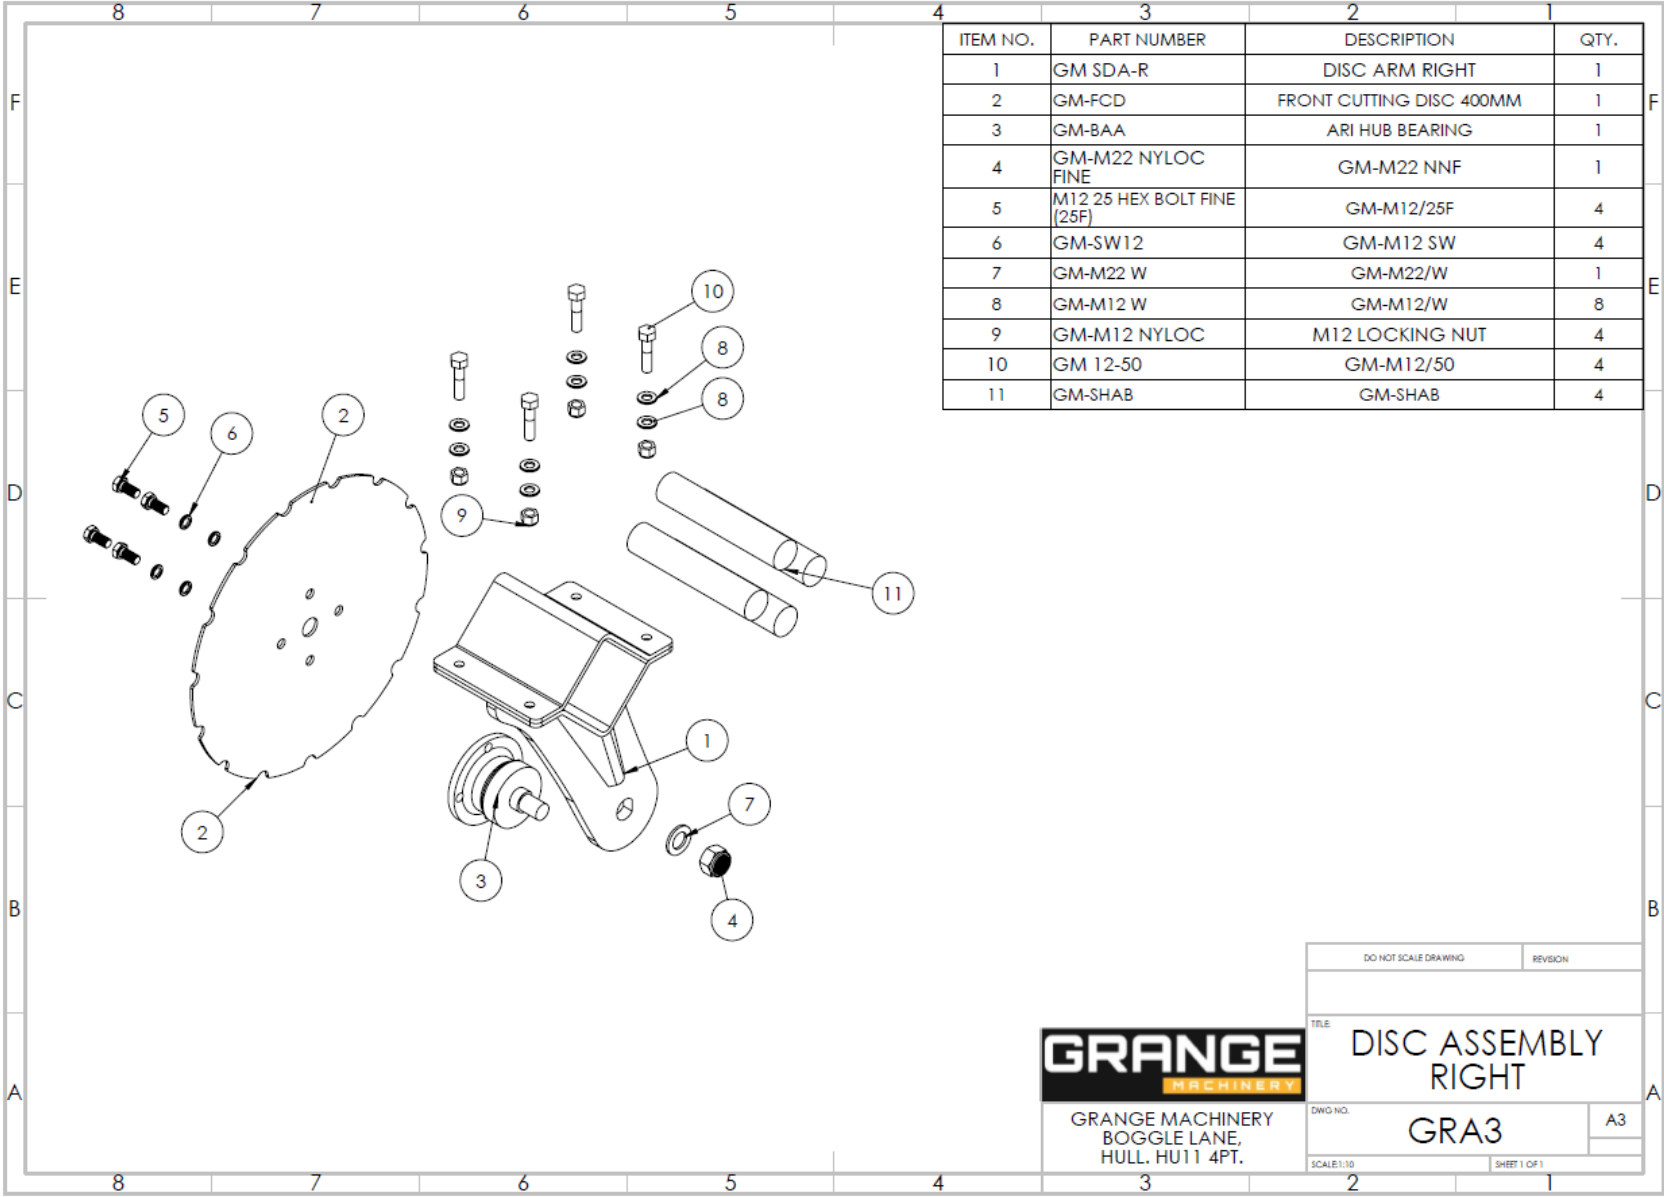 8 7 6 5 4 3 2 1
ITEM NO. PART NUMBER DESCRIPTION QTY.
1 GM SDA-R DISC ARM RIGHT 1
2 GM-FCD FRONT CUTTING DISC 400MM 1
3 GM-BAA ARI HUB BEARING 1
4 GM-M22 NYLOC FINE GM-M22 NNF 1
5 M12 25 HEX BOLT FINE (25F) GM-M12/25F 4
6 GM-SW12 GM-M12 SW 4
7 GM-M22 W GM-M22/W 1
8 GM-M12 W GM-M12/W 8
9 GM-M12 NYLOC M12 LOCKING NUT 4
10 GM 12-50 GM-M12/50 4
11 GM-SHAB GM-SHAB 4
F F
E E
10
8
8
5
6
2
D D
9
11
C C
1
7
2
3
4
B B
DO NOT SCALE DRAWING REVISION
TITLE:
DISC ASSEMBLY
RIGHT
GRANGE
MACHINERY
A A
GRANGE MACHINERY
BOGGLE LANE,
HULL. HU11 4PT.
DWG NO.
GRA3
A3
SCALE:1:10 SHEET 1 OF 1
8 7 6 5 4 3 2 1